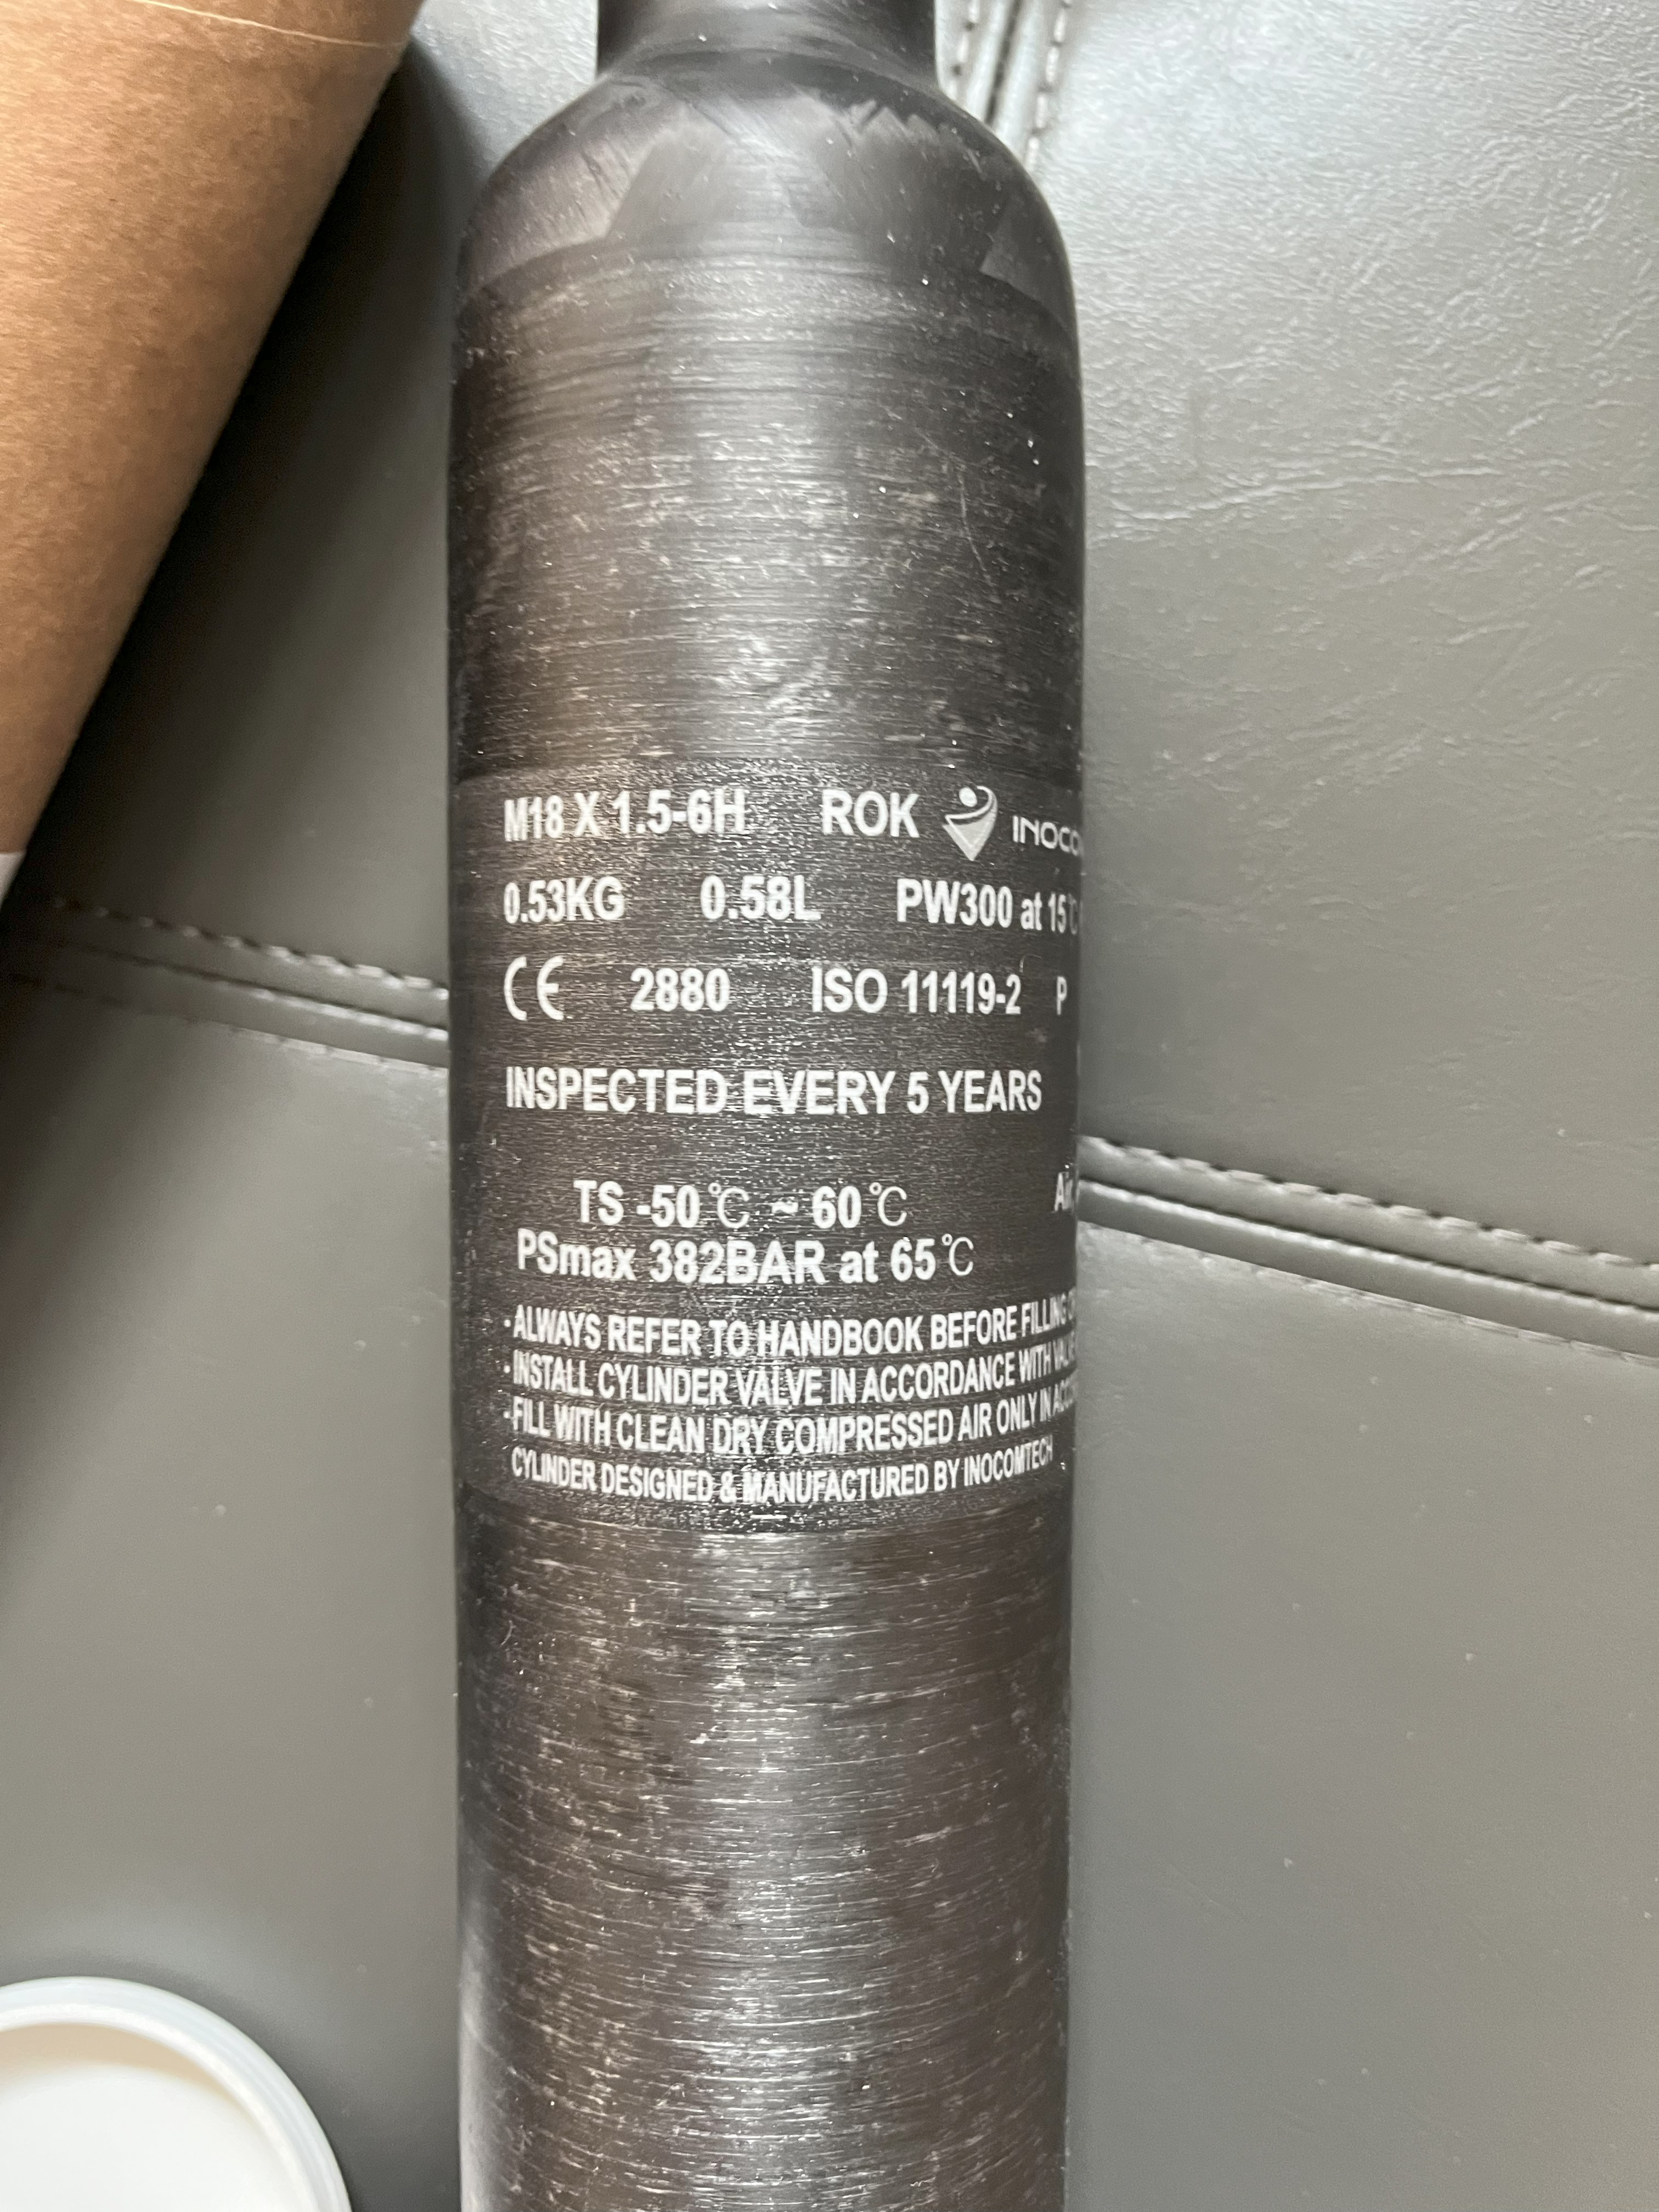 M18 X 1.5-6H ROK
0.53KG 0.58L PW300 at 15℃
CE 2880 ISO 11119-2 P
INSPECTED EVERY 5 YEARS
TS -50℃ ~ 60℃
PSmax 382BAR at 65℃
·ALWAYS REFER TO HANDBOOK BEFORE FILLING
·INSTALL CYLINDER VALVE IN ACCORDANCE WITH
·FILL WITH CLEAN DRY COMPRESSED AIR ONLY IN
CYLINDER DESIGNED & MANUFACTURED BY INOCOMTECH